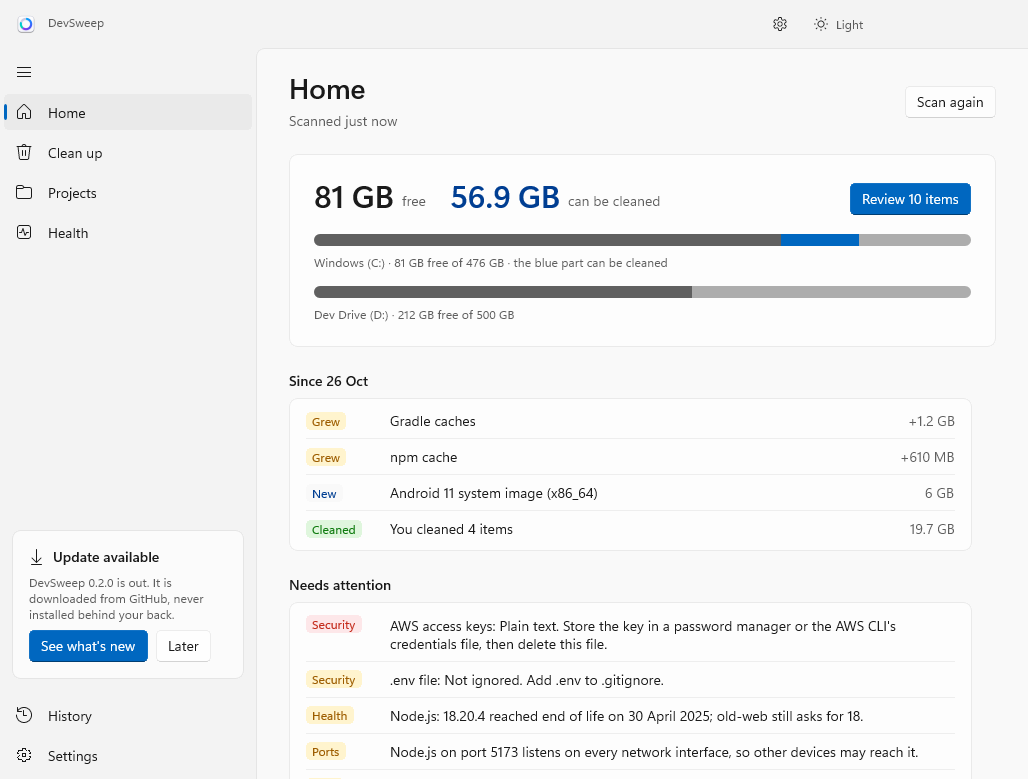 DevSweep
Light
Home
Clean up
Projects
Health
Update available
DevSweep 0.2.0 is out. It is
downloaded from GitHub, never
installed behind your back.
See what's new
Later
History
Settings
Home
Scanned just now
Scan again
81 GB free 56.9 GB can be cleaned
Review 10 items
Windows (C:) · 81 GB free of 476 GB · the blue part can be cleaned
Dev Drive (D:) · 212 GB free of 500 GB
Since 26 Oct
Grew Gradle caches +1.2 GB
Grew npm cache +610 MB
New Android 11 system image (x86_64) 6 GB
Cleaned You cleaned 4 items 19.7 GB
Needs attention
Security AWS access keys: Plain text. Store the key in a password manager or the AWS CLI's
credentials file, then delete this file.
Security .env file: Not ignored. Add .env to .gitignore.
Health Node.js: 18.20.4 reached end of life on 30 April 2025; old-web still asks for 18.
Ports Node.js on port 5173 listens on every network interface, so other devices may reach it.